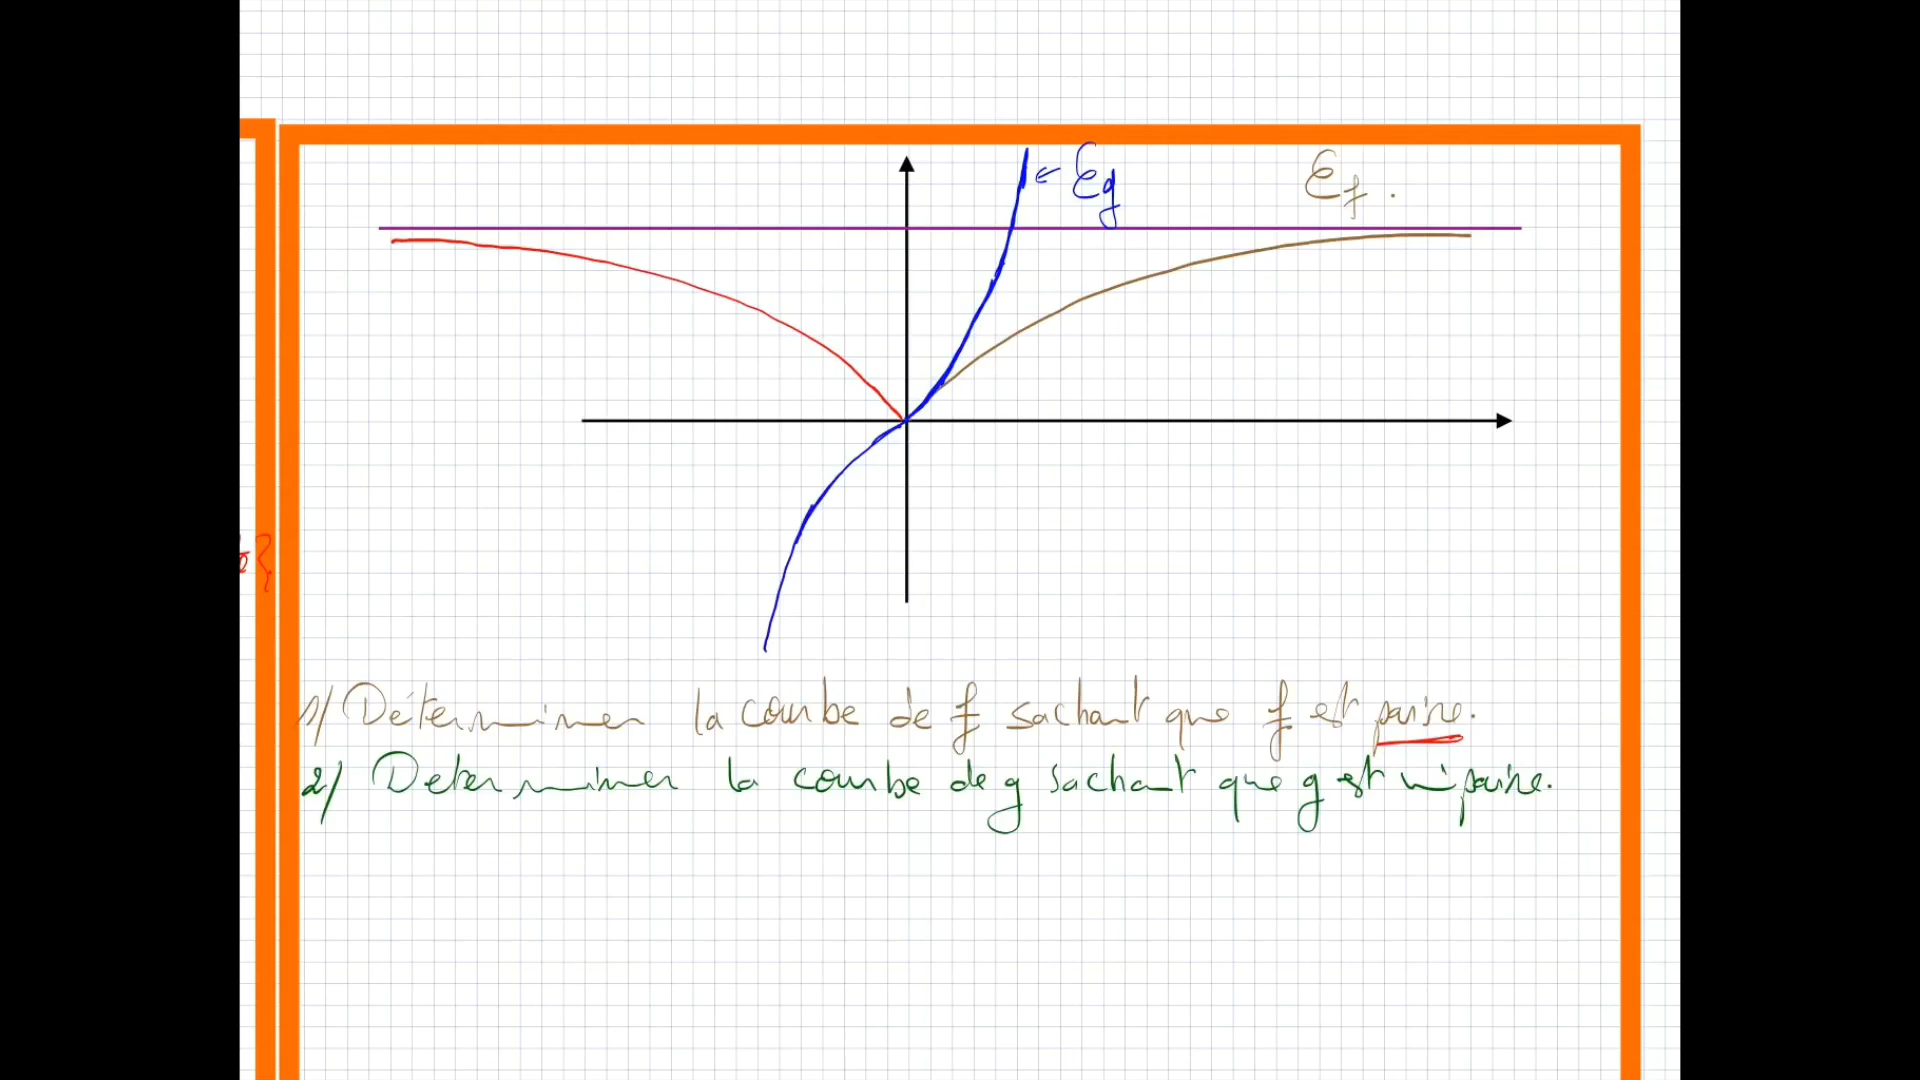 ← Cg
Cf.
1/ Déterminer la courbe de f sachant que f est paire.
2/ Determiner la courbe de g sachant que g est impaire.